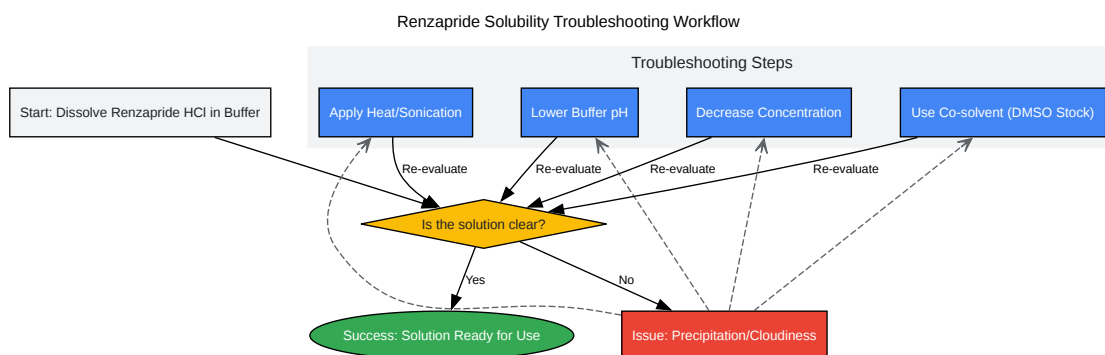 Renzapride Solubility Troubleshooting Workflow
Troubleshooting Steps
Start: Dissolve Renzapride HCl in Buffer
Apply Heat/Sonication
Lower Buffer pH
Decrease Concentration
Use Co-solvent (DMSO Stock)
Re-evaluate
Re-evaluate
Re-evaluate
Re-evaluate
Is the solution clear?
Yes
No
Success: Solution Ready for Use
Issue: Precipitation/Cloudiness